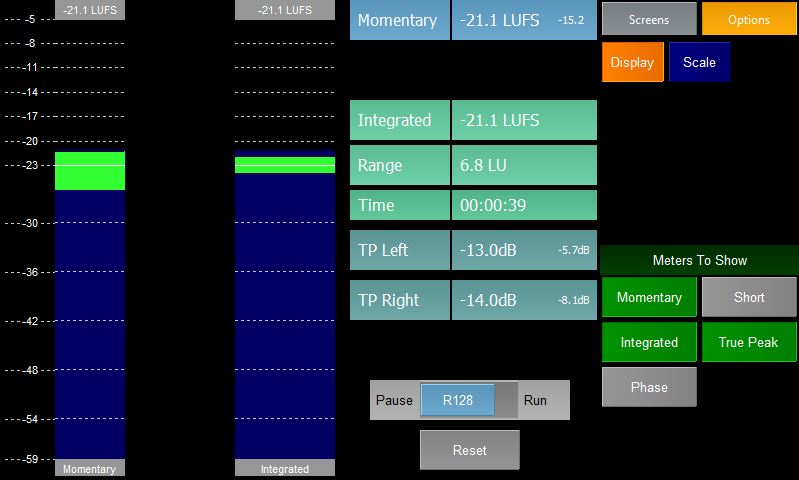 -21.1 LUFS
-21.1 LUFS
-5
-8
-11
-14
-17
-20
-23
-30
-36
-42
-48
-54
-59
Momentary
Integrated
Momentary -21.1 LUFS -15.2
Integrated -21.1 LUFS
Range 6.8 LU
Time 00:00:39
TP Left -13.0dB -5.7dB
TP Right -14.0dB -8.1dB
Pause R128 Run
Reset
Screens Options
Display Scale
Meters To Show
Momentary Short
Integrated True Peak
Phase